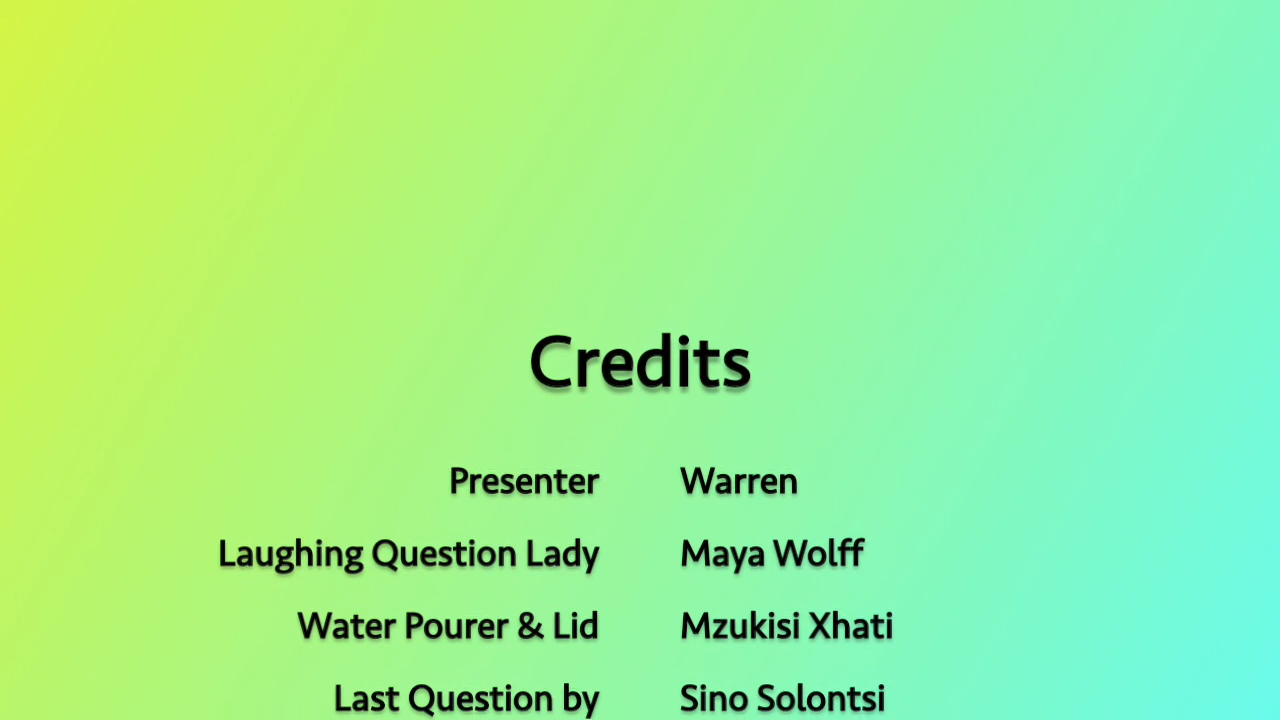 Credits
Presenter Warren
Laughing Question Lady Maya Wolff
Water Pourer & Lid Mzukisi Xhati
Last Question by Sino Solontsi